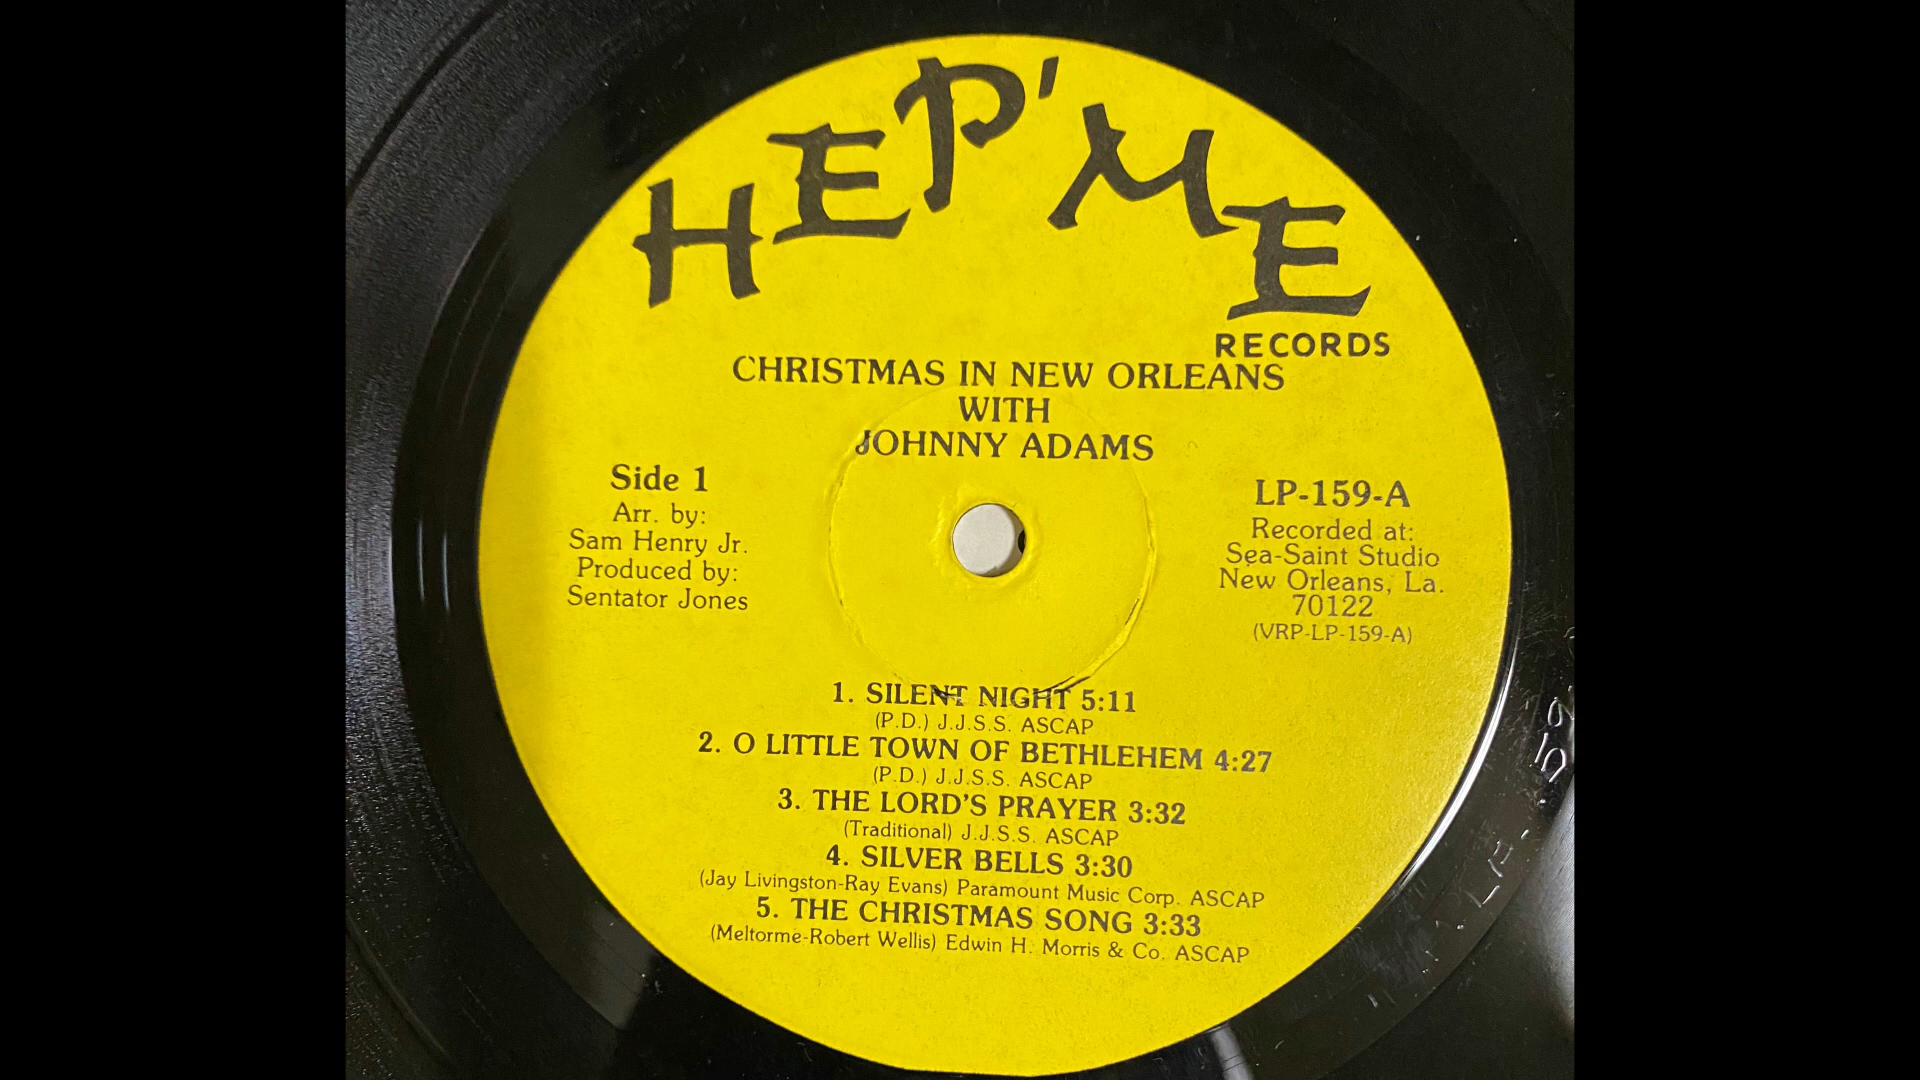 HEP'ME
RECORDS
CHRISTMAS IN NEW ORLEANS
WITH
JOHNNY ADAMS
Side 1
Arr. by:
Sam Henry Jr.
Produced by:
Sentator Jones
LP-159-A
Recorded at:
Sea-Saint Studio
New Orleans, La.
70122
(VRP-LP-159-A)
1. SILENT NIGHT 5:11
(P.D.) J.J.S.S. ASCAP
2. O LITTLE TOWN OF BETHLEHEM 4:27
(P.D.) J.J.S.S. ASCAP
3. THE LORD'S PRAYER 3:32
(Traditional) J.J.S.S. ASCAP
4. SILVER BELLS 3:30
(Jay Livingston-Ray Evans) Paramount Music Corp. ASCAP
5. THE CHRISTMAS SONG 3:33
(Meltorme-Robert Wellis) Edwin H. Morris & Co. ASCAP